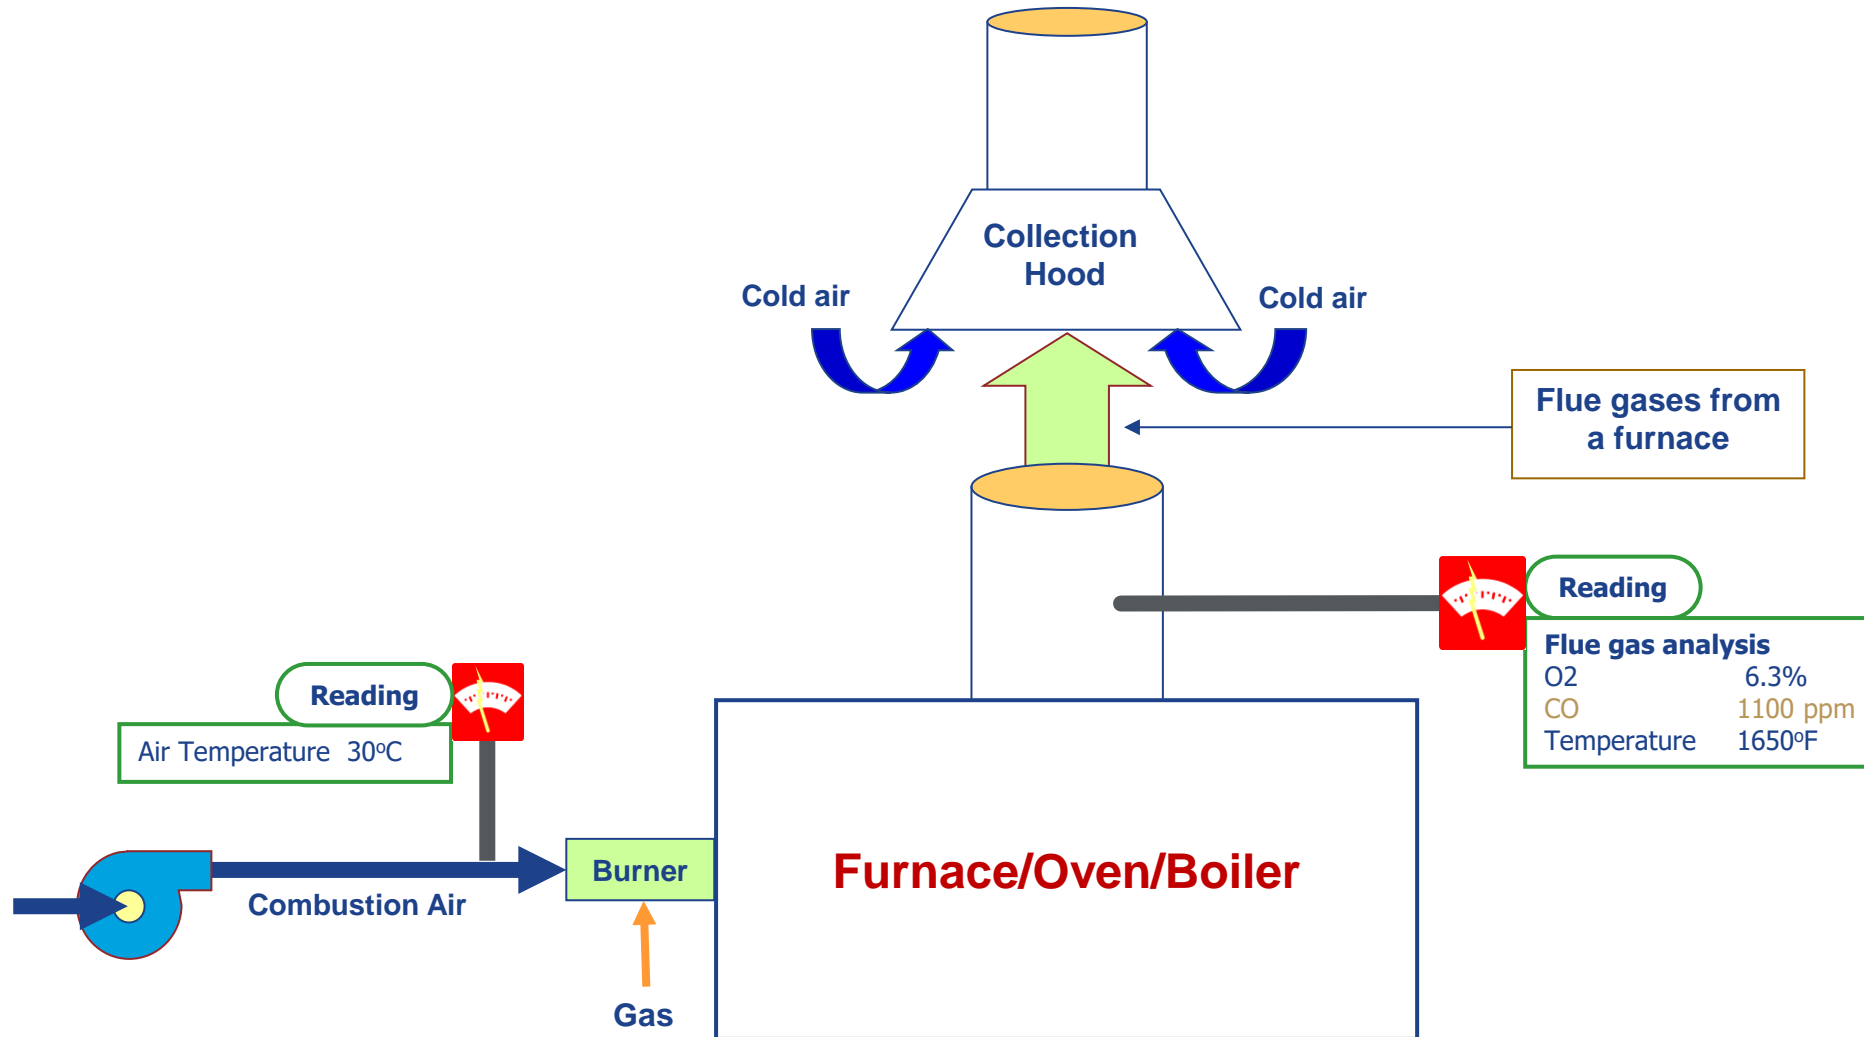 Collection
Hood
Cold air
Cold air
Flue gases from
a furnace
Reading
Flue gas analysis
O2 6.3%
CO 1100 ppm
Temperature 1650ºF
Reading
Air Temperature 30ºC
Burner
Combustion Air
Furnace/Oven/Boiler
Gas